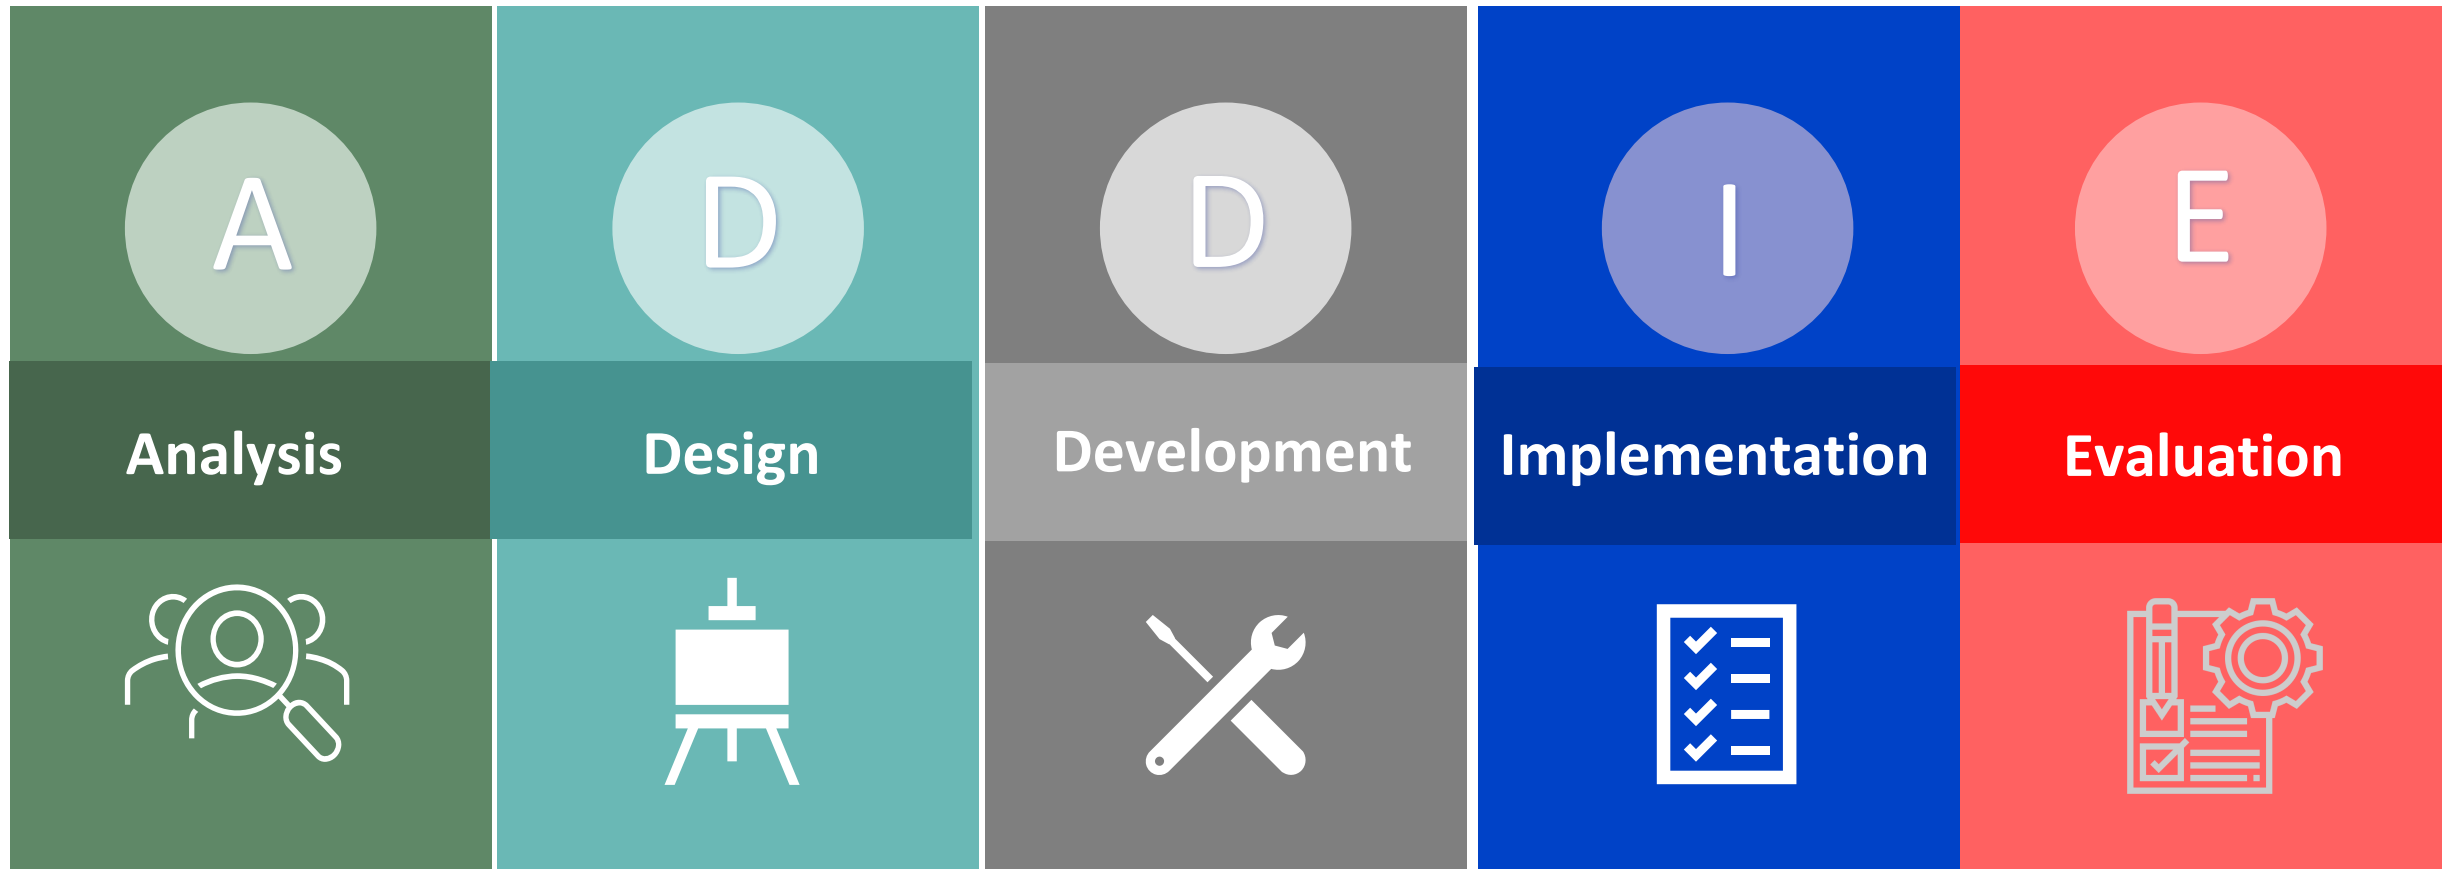 A
D
D
I
E
Analysis
Design
Development
Implementation
Evaluation